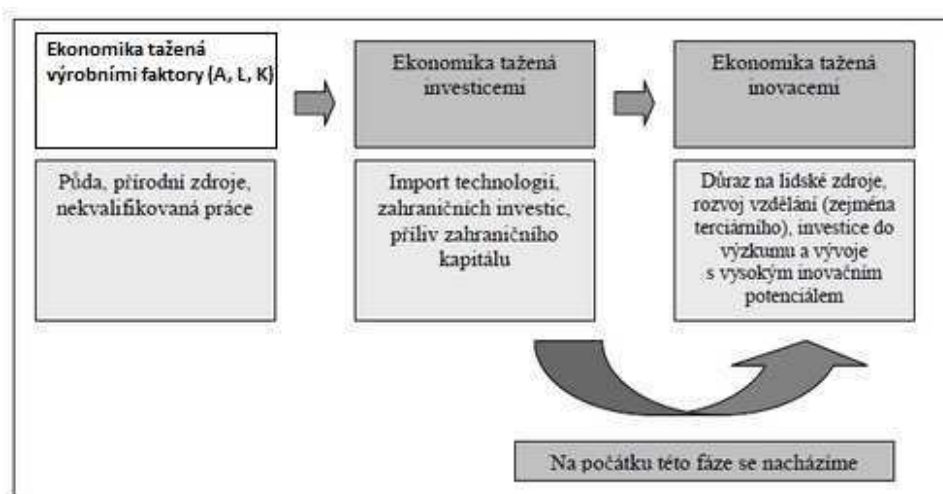 Ekonomika tažená
výrobními faktory (A, L, K)
Ekonomika tažená
investicemi
Ekonomika tažená
inovacemi
Půda, přírodní zdroje,
nekvalifikovaná práce
Import technologií,
zahraničních investic,
příliv zahraničního
kapitálu
Důraz na lidské zdroje,
rozvoj vzdělání (zejména
terciárního), investice do
výzkumu a vývoje
s vysokým inovačním
potenciálem
Na počátku této fáze se nacházíme